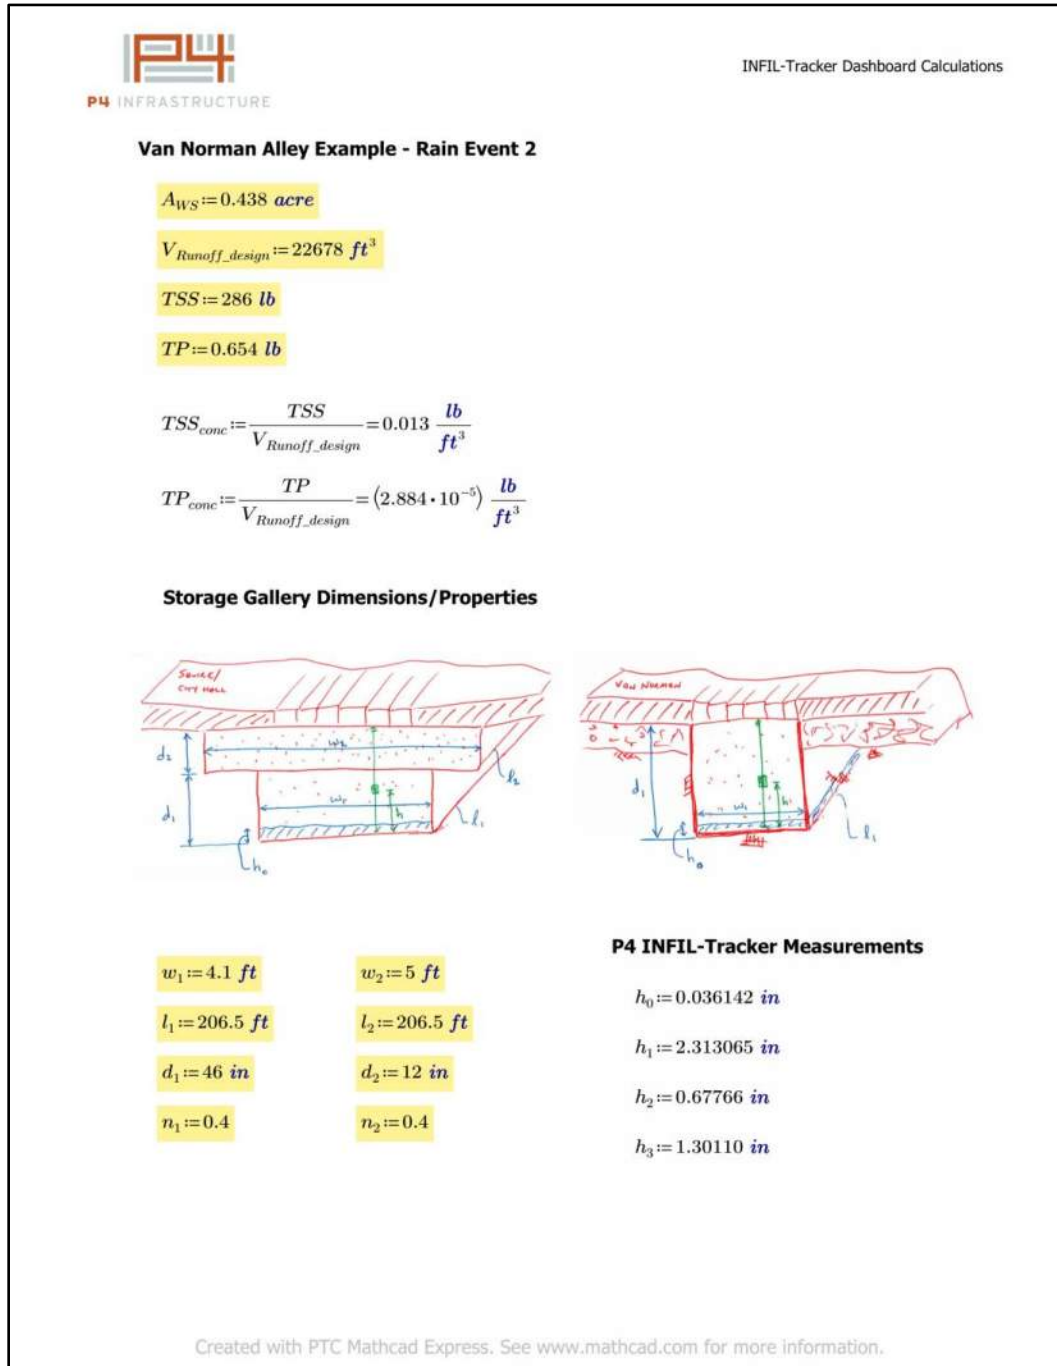 P4
P4 INFRASTRUCTURE
INFIL-Tracker Dashboard Calculations
Van Norman Alley Example - Rain Event 2
A_WS := 0.438 acre
V_Runoff_design := 22678 ft³
TSS := 286 lb
TP := 0.654 lb
TSS_conc := TSS / V_Runoff_design = 0.013 lb/ft³
TP_conc := TP / V_Runoff_design = (2.884 · 10⁻⁵) lb/ft³
Storage Gallery Dimensions/Properties
CITY HALL
w₂
d₂
l₂
w₁
h
d₁
l₁
h₀
VAN NORMAN
d₁
w₁
h
l₁
h₀
w₁ := 4.1 ft
w₂ := 5 ft
l₁ := 206.5 ft
l₂ := 206.5 ft
d₁ := 46 in
d₂ := 12 in
n₁ := 0.4
n₂ := 0.4
P4 INFIL-Tracker Measurements
h₀ := 0.036142 in
h₁ := 2.313065 in
h₂ := 0.67766 in
h₃ := 1.30110 in
Created with PTC Mathcad Express. See www.mathcad.com for more information.